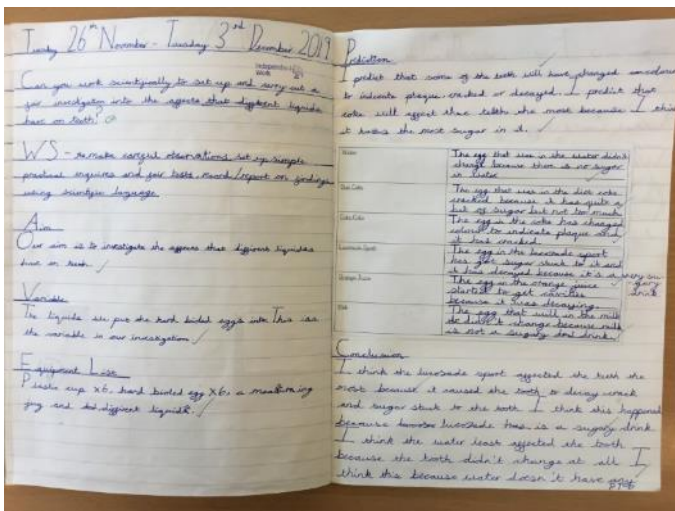 Tuesday 26th November - Tuesday 3rd December 2019
Independent work
Can you work scientifically to set up and carry out a
fair investigation into the affects that different liquids
have on teeth?
WS - to make careful observations, set up simple
practical enquires and fair tests, record/report on findings
using scientific language.
Aim
Our aim is to investigate the affects that different liquides
have on teeth.
Variable
The liquids we put the hard boiled eggs into This is
the variable in our investigation.
Equipment List
Plastic cup x6, hard boiled egg x6, a measuring
jug and different liquids.
Prediction
I predict that some of the teeth will have changed
to indicate plaque, cracked or decayed. I predict that
coke will affect the teeth the most because I think
it has the most sugar in it.
Water
The egg that was in the water didn't
change because there is no sugar
in water
Diet Coke
The egg that was in the diet coke
cracked because it has quite a
but of sugar but not too much
Coca Cola
The egg in the coke has changed
colour to indicate plaque and
it has cracked.
Lucozade Sport
The egg in the lucozade sport
has got sugar stuck to it and
it has decayed because it's a very sugary drink
Orange Juice
The egg in the orange juice
started to get cavities
because it was decaying.
Milk
The egg that will in the milk
didn't change because milk
is not a sugary drink.
Conclusion
I think the lucozade sport affected the teeth the
most because it caused the tooth to decay crack
and sugar stuck to the tooth I think this happened
because lucozade is a sugary drink
I think the water least affected the tooth
because the tooth didn't change at all I
think this because water doesn't have any